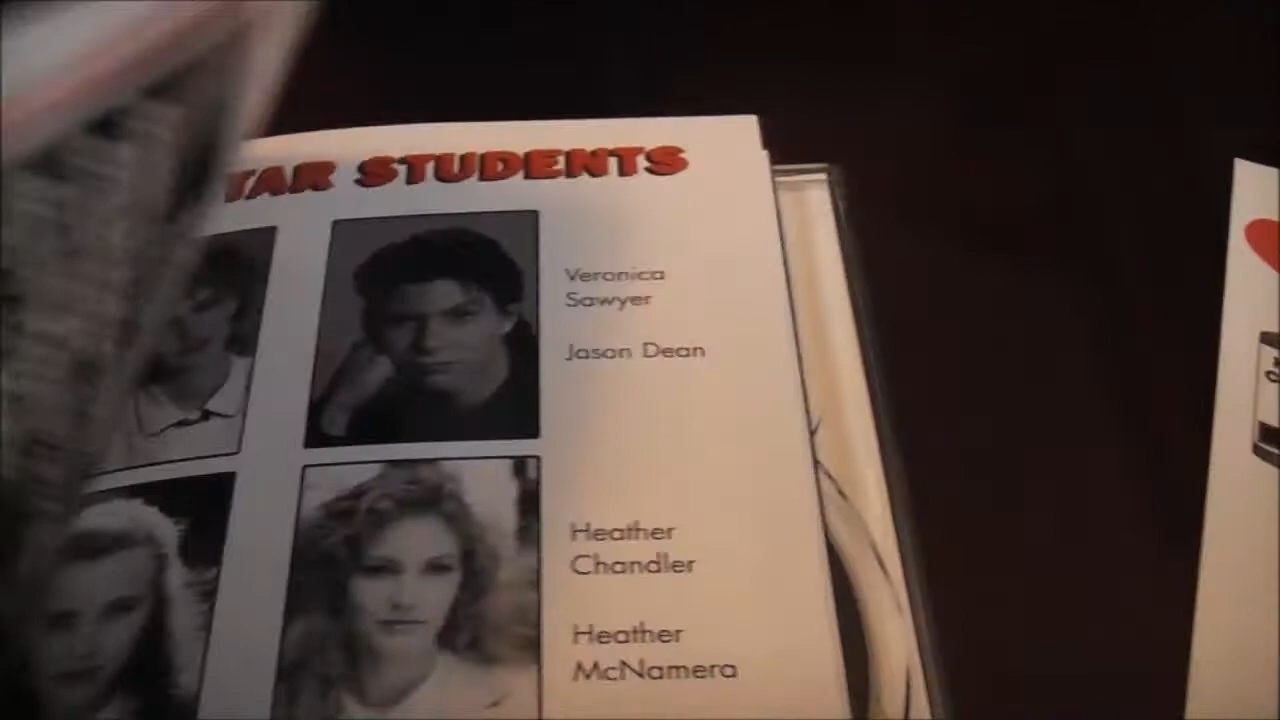 TAR STUDENTS
Veronica
Sawyer
Jason Dean
Heather
Chandler
Heather
McNamera